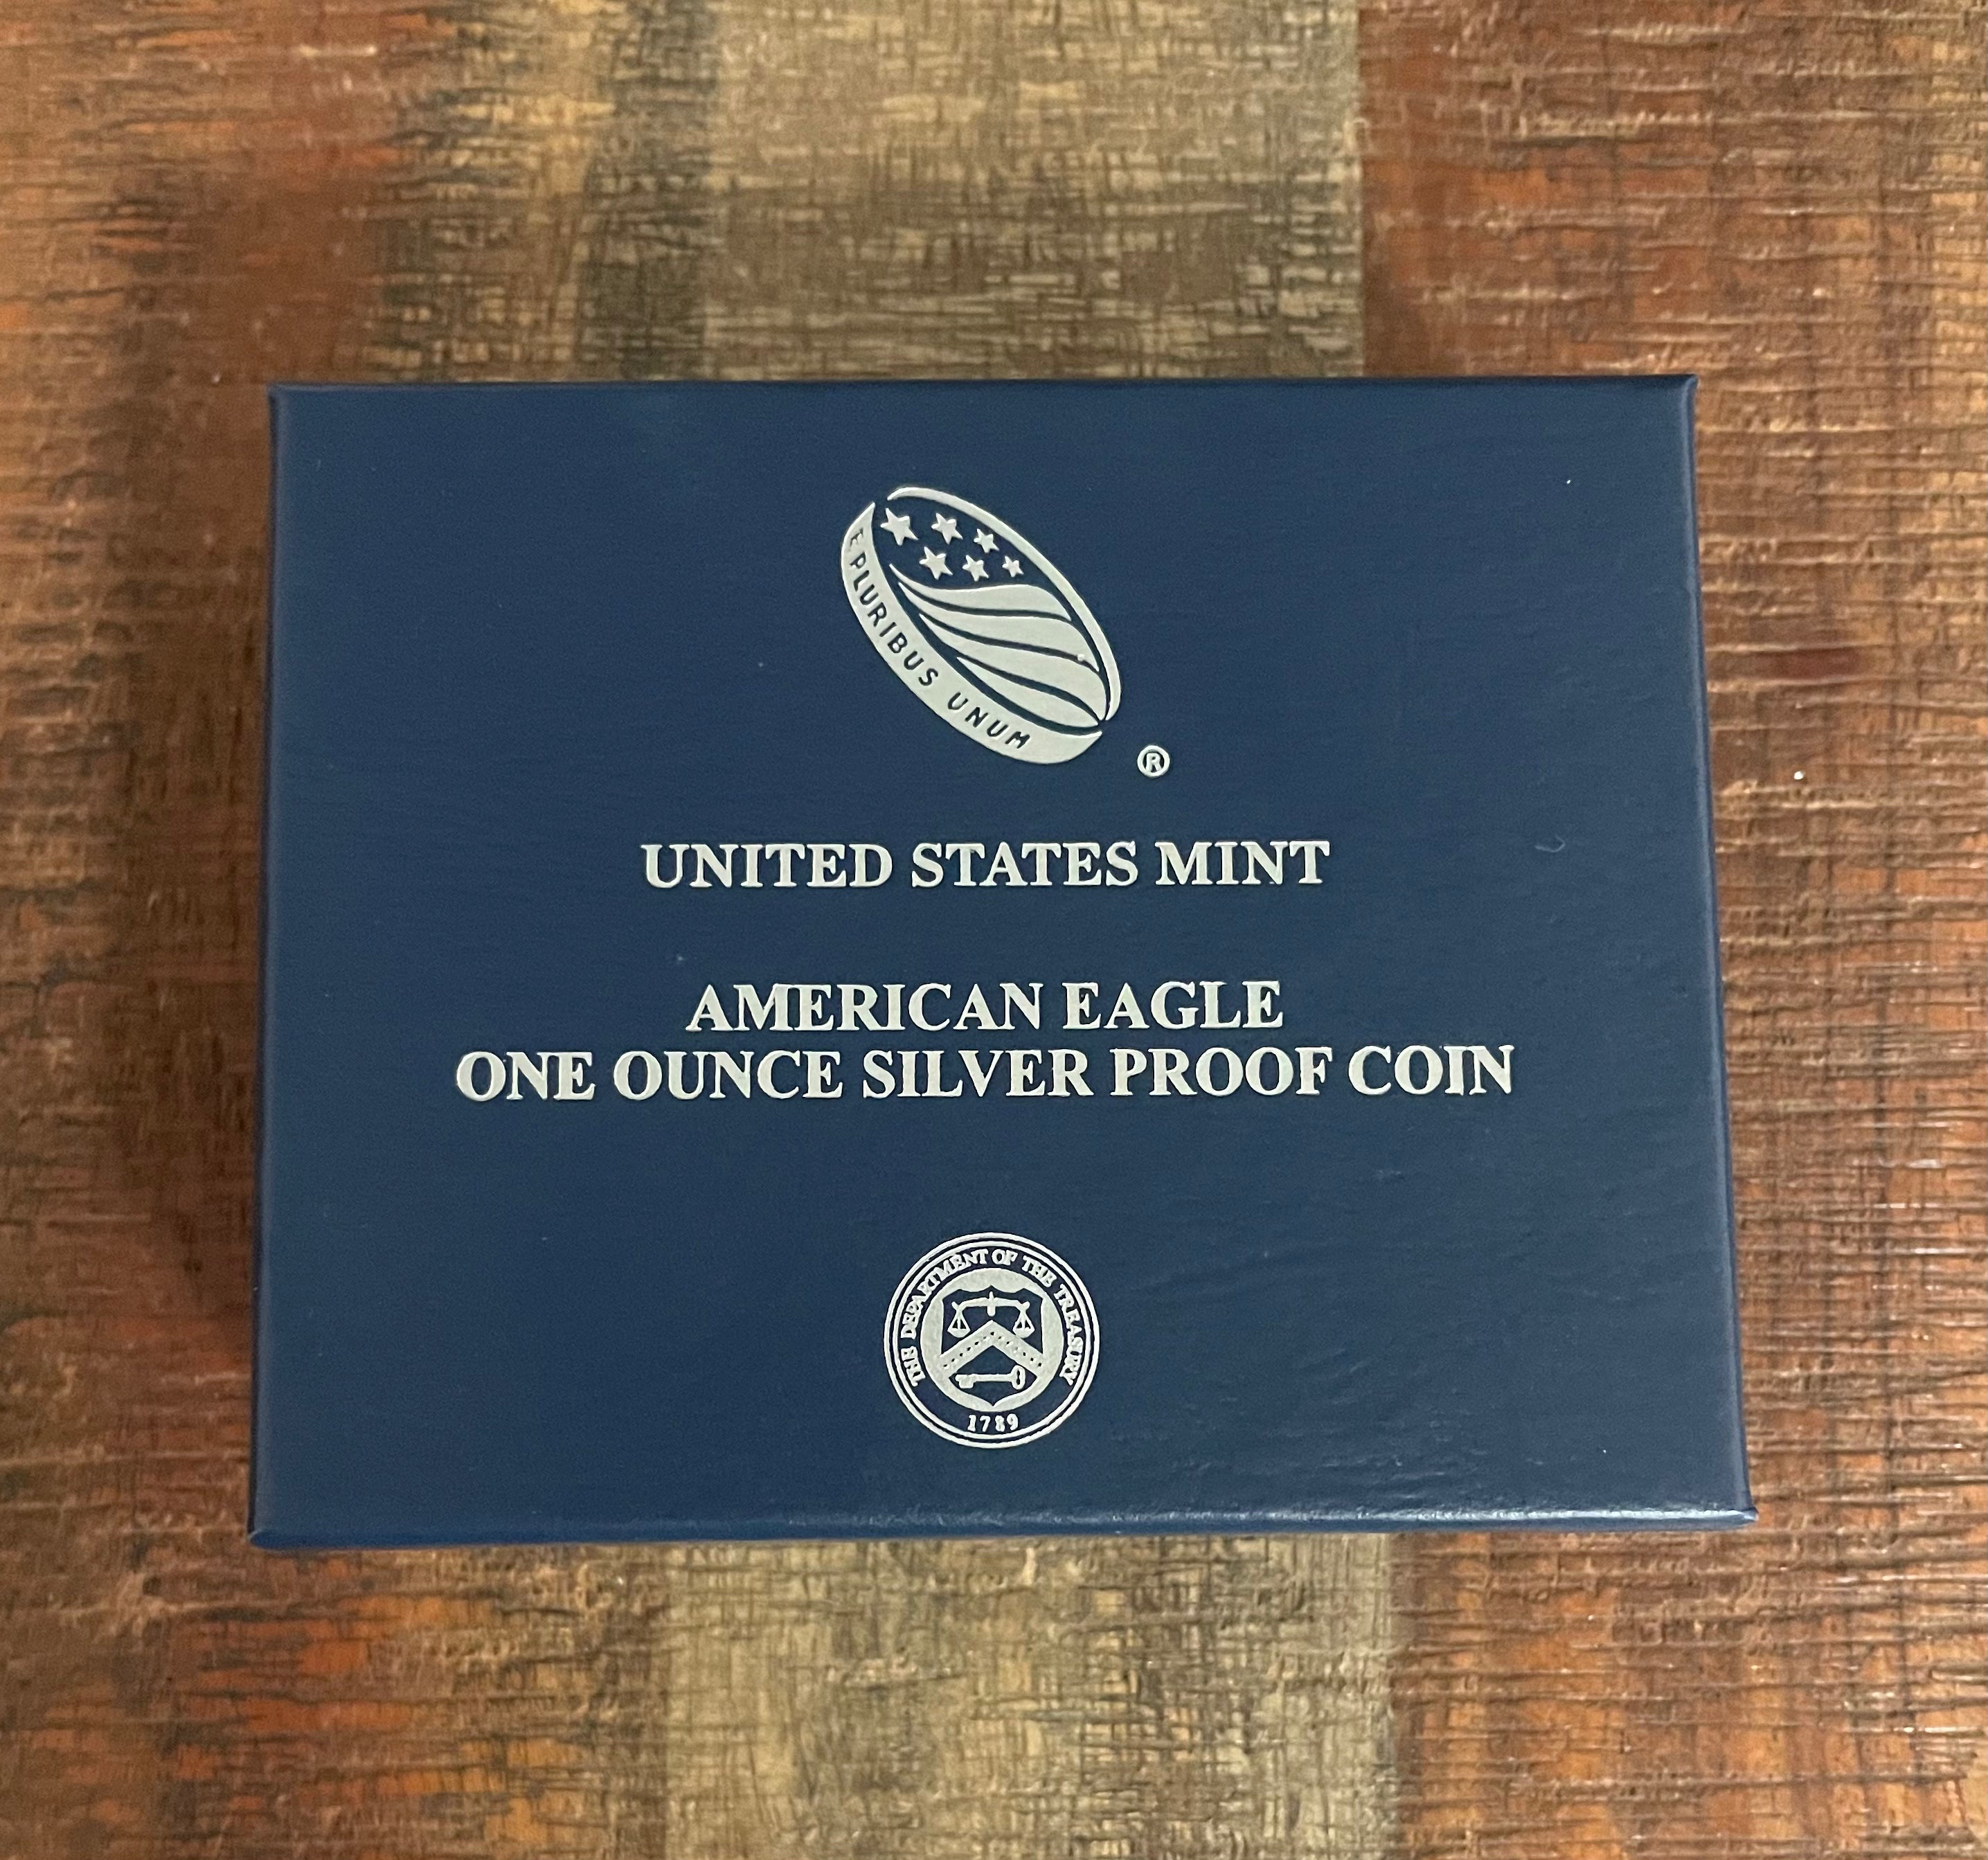 E PLURIBUS UNUM
®
UNITED STATES MINT
AMERICAN EAGLE
ONE OUNCE SILVER PROOF COIN
THE DEPARTMENT OF THE TREASURY
1789